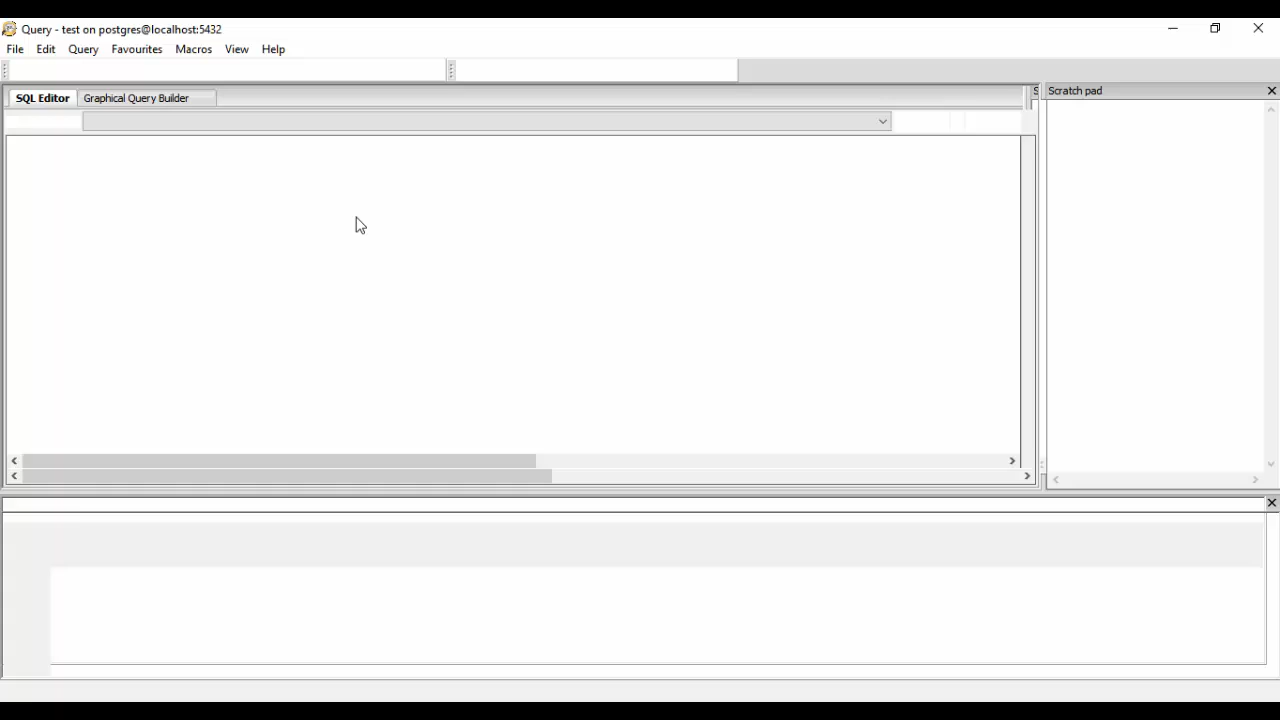 Query - test on postgres@localhost:5432
File Edit Query Favourites Macros View Help
SQL Editor Graphical Query Builder S Scratch pad